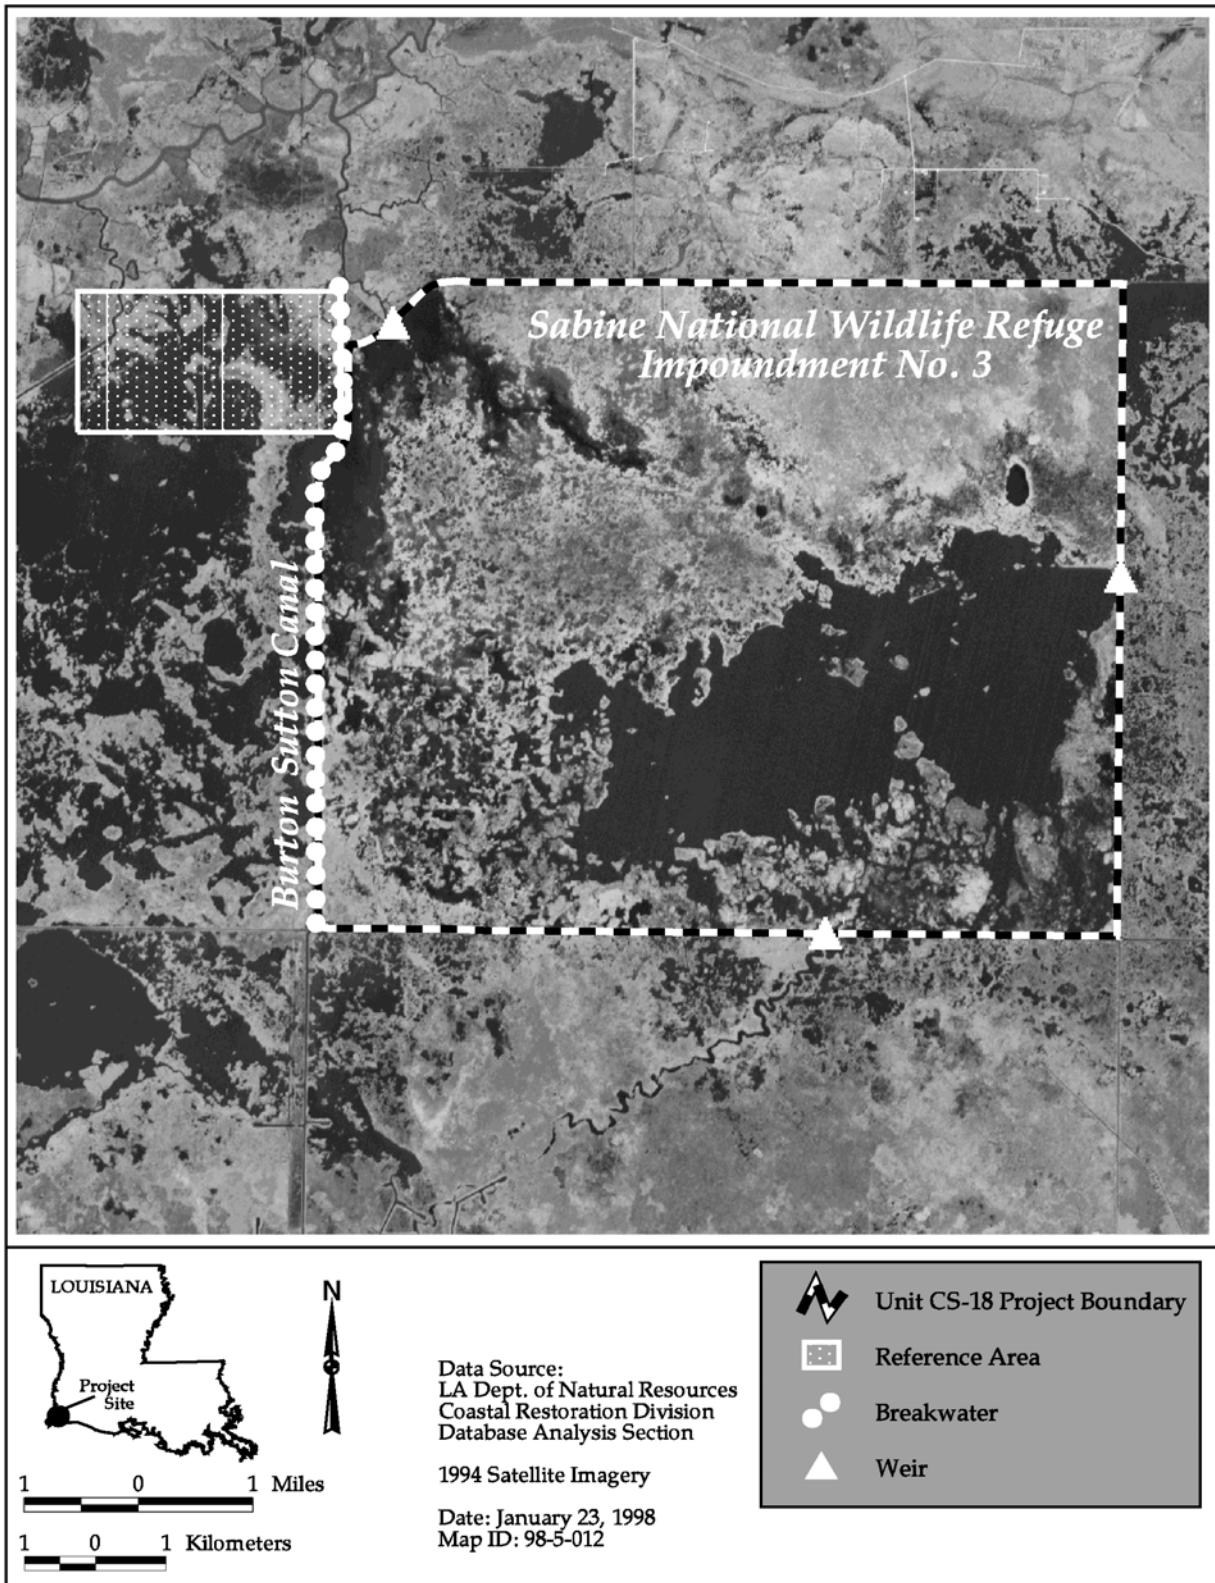 Sabine National Wildlife Refuge
Impoundment No. 3
Burton Sutton Canal
LOUISIANA
Project
Site
N
1 0 1 Miles
1 0 1 Kilometers
Data Source:
LA Dept. of Natural Resources
Coastal Restoration Division
Database Analysis Section
1994 Satellite Imagery
Date: January 23, 1998
Map ID: 98-5-012
Unit CS-18 Project Boundary
Reference Area
Breakwater
Weir